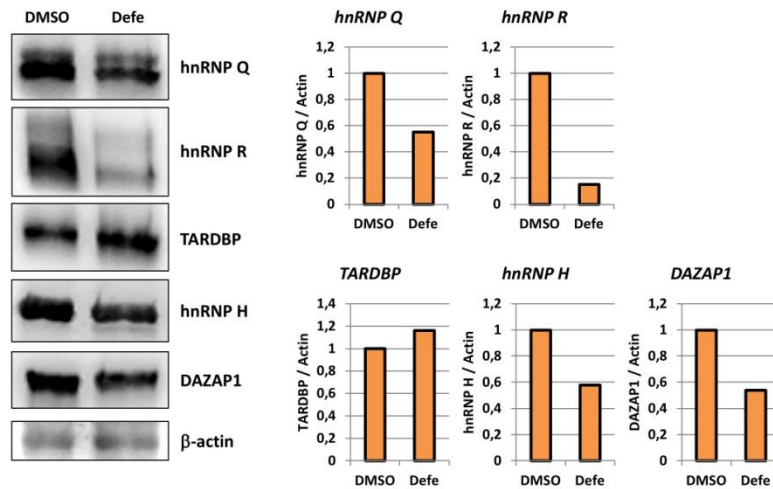 DMSO Defe
hnRNP Q
hnRNP R
TARDBP
hnRNP H
DAZAP1
β-actin
hnRNP Q
hnRNP Q / Actin
1,2
1
0,8
0,6
0,4
0,2
0
DMSO Defe
hnRNP R
hnRNP R / Actin
1,2
1
0,8
0,6
0,4
0,2
0
DMSO Defe
TARDBP
TARDBP / Actin
1,4
1,2
1
0,8
0,6
0,4
0,2
0
DMSO Defe
hnRNP H
hnRNP H / Actin
1,2
1
0,8
0,6
0,4
0,2
0
DMSO Defe
DAZAP1
DAZAP1 / Actin
1,2
1
0,8
0,6
0,4
0,2
0
DMSO Defe